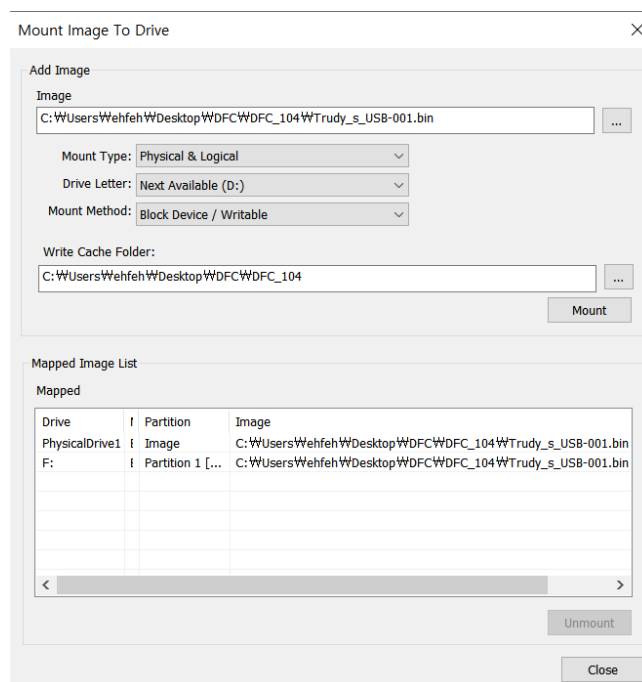 Mount Image To Drive
Add Image
Image
C:₩Users₩ehfeh₩Desktop₩DFC₩DFC_104₩Trudy_s_USB-001.bin
...
Mount Type: Physical & Logical
Drive Letter: Next Available (D:)
Mount Method: Block Device / Writable
Write Cache Folder:
C:₩Users₩ehfeh₩Desktop₩DFC₩DFC_104
...
Mount
Mapped Image List
Mapped
Drive Partition Image
PhysicalDrive1 Image C:₩Users₩ehfeh₩Desktop₩DFC₩DFC_104₩Trudy_s_USB-001.bin
F: Partition 1 [... C:₩Users₩ehfeh₩Desktop₩DFC₩DFC_104₩Trudy_s_USB-001.bin
Unmount
Close